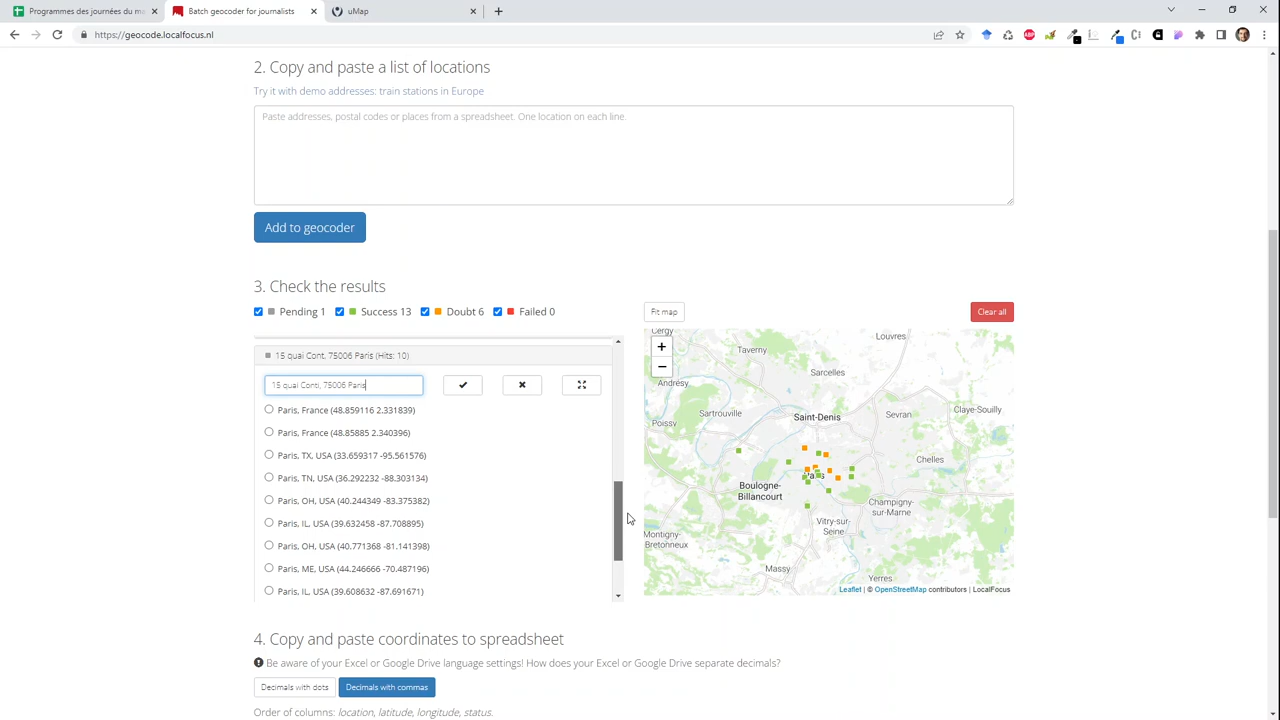 Programmes des journées du ma
Batch geocoder for journalists
uMap
https://geocode.localfocus.nl
2. Copy and paste a list of locations
Try it with demo addresses: train stations in Europe
Paste addresses, postal codes or places from a spreadsheet. One location on each line.
Add to geocoder
3. Check the results
Pending 1 Success 13 Doubt 6 Failed 0
Fit map
Clear all
15 quai Cont, 75006 Paris (Hits: 10)
15 quai Conti, 75006 Paris
Paris, France (48.859116 2.331839)
Paris, France (48.85885 2.340396)
Paris, TX, USA (33.659317 -95.561576)
Paris, TN, USA (36.292232 -88.303134)
Paris, OH, USA (40.244349 -83.375382)
Paris, IL, USA (39.632458 -87.708895)
Paris, OH, USA (40.771368 -81.141398)
Paris, ME, USA (44.246666 -70.487196)
Paris, IL, USA (39.608632 -87.691671)
Cergy-
Pontoise
Louvres
Taverny
Andrésy
Sarcelles
Sartrouville
Sevran
Claye-Souilly
Poissy
Saint-Denis
Chelles
Paris
Boulogne-
Billancourt
Champigny-
sur-Marne
Vitry-sur-
Seine
Montigny-
Bretonneux
Massy
Yerres
Leaflet | © OpenStreetMap contributors | LocalFocus
4. Copy and paste coordinates to spreadsheet
Be aware of your Excel or Google Drive language settings! How does your Excel or Google Drive separate decimals?
Decimals with dots
Decimals with commas
Order of columns: location, latitude, longitude, status.